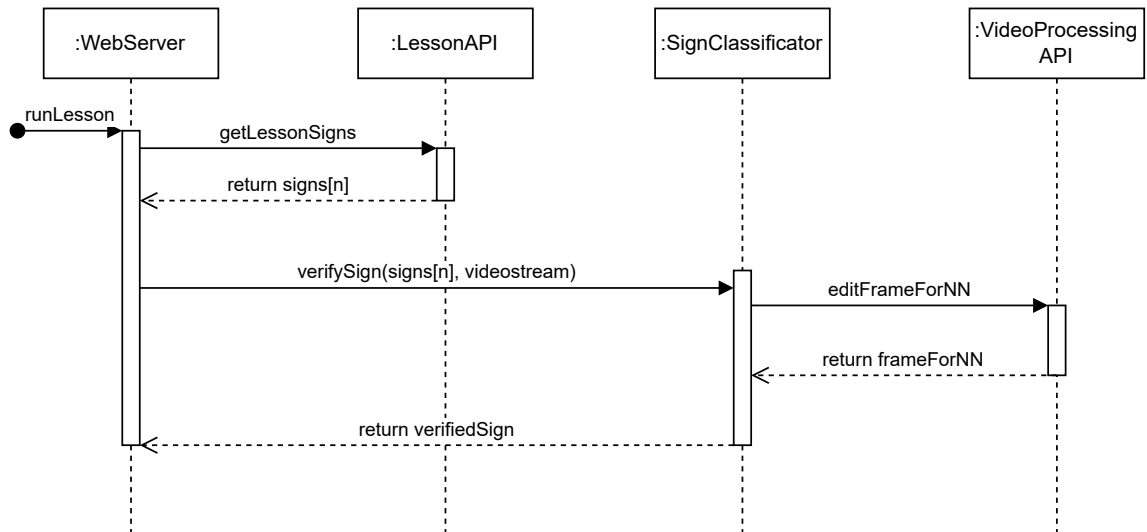 :WebServer
:LessonAPI
:SignClassificator
:VideoProcessing
API
runLesson
getLessonSigns
return signs[n]
verifySign(signs[n], videostream)
editFrameForNN
return frameForNN
return verifiedSign